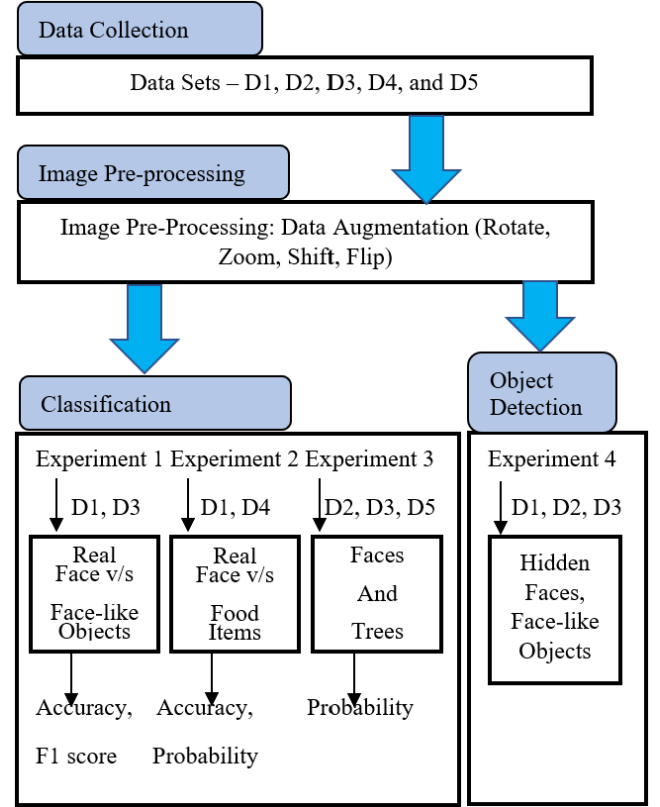 Data Collection
Data Sets – D1, D2, D3, D4, and D5
Image Pre-processing
Image Pre-Processing: Data Augmentation (Rotate,
Zoom, Shift, Flip)
Classification
Experiment 1 Experiment 2 Experiment 3
D1, D3
D1, D4
D2, D3, D5
Real
Face v/s
Face-like
Objects
Real
Face v/s
Food
Items
Faces
And
Trees
Accuracy,
F1 score
Accuracy,
Probability
Probability
Object
Detection
Experiment 4
D1, D2, D3
Hidden
Faces,
Face-like
Objects